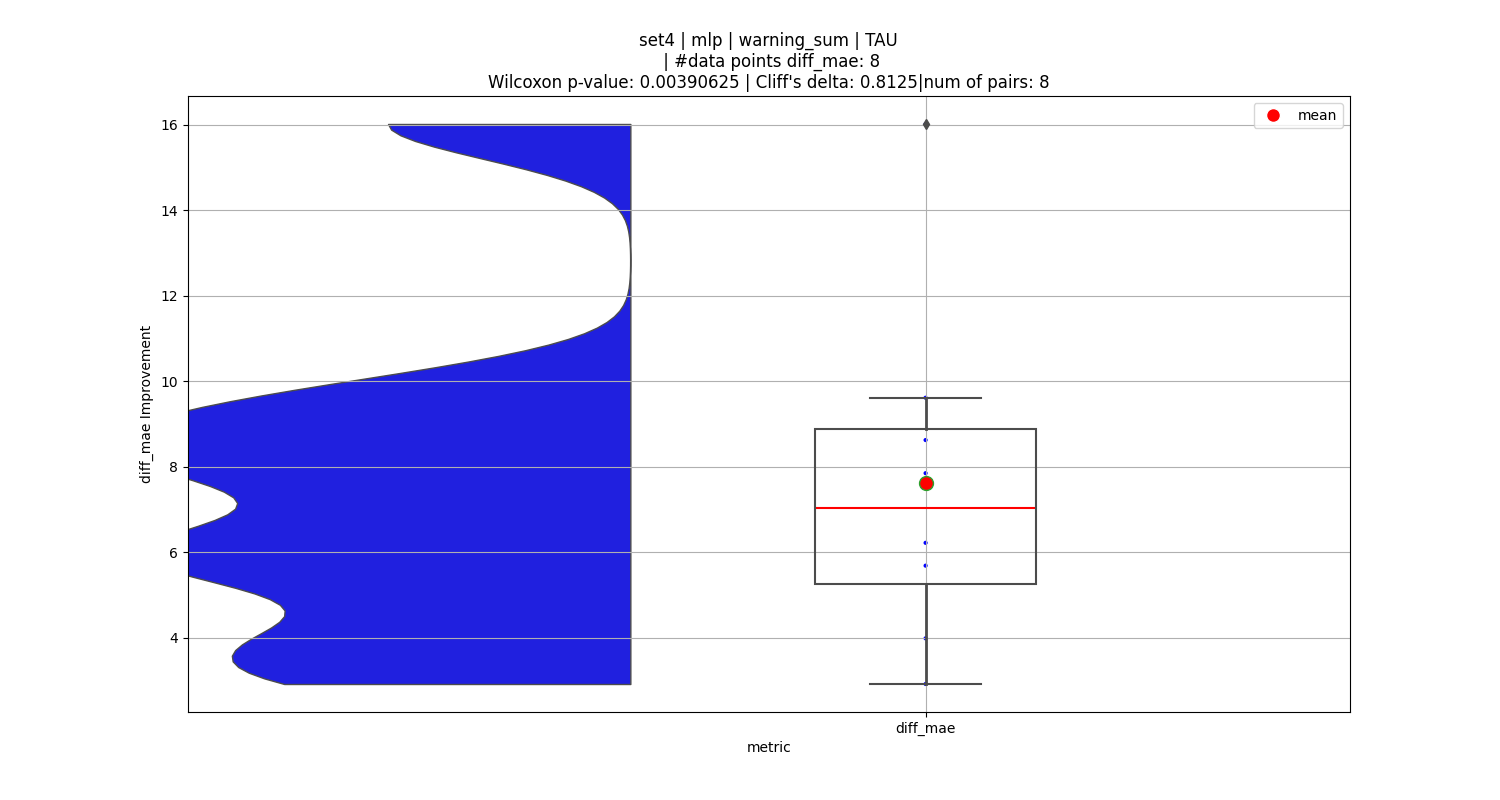 set4 | mlp | warning_sum | TAU
| #data points diff_mae: 8
Wilcoxon p-value: 0.00390625 | Cliff's delta: 0.8125|num of pairs: 8
mean
16
14
12
10
8
6
4
diff_mae Improvement
diff_mae
metric